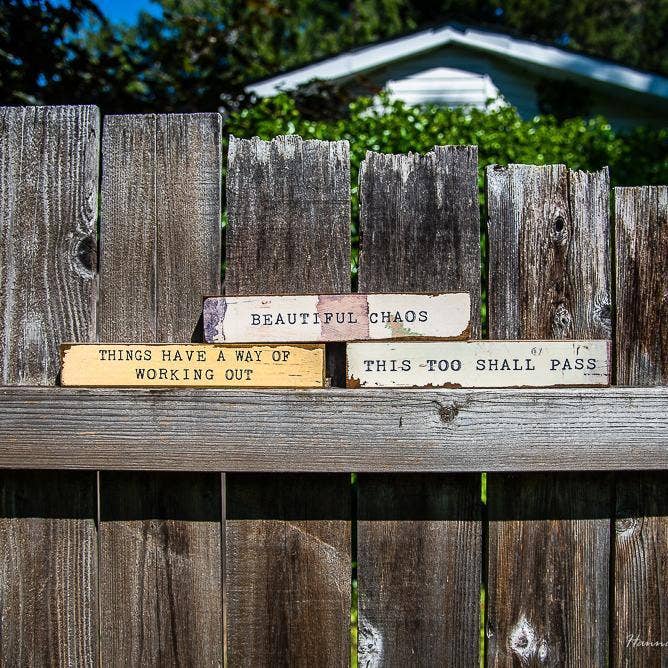 BEAUTIFUL CHAOS
THINGS HAVE A WAY OF
WORKING OUT
THIS TOO SHALL PASS